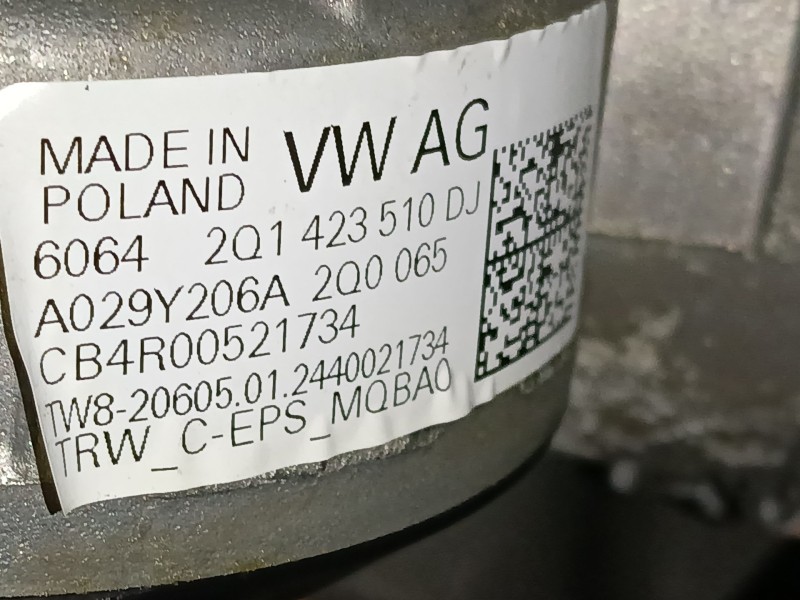 MADE IN VW AG
POLAND
6064 2Q1 423 510 DJ
A029Y206A 2Q0 065
CB4R00521734
TW8-20605.01.2440021734
TRW_C-EPS_MQBA0